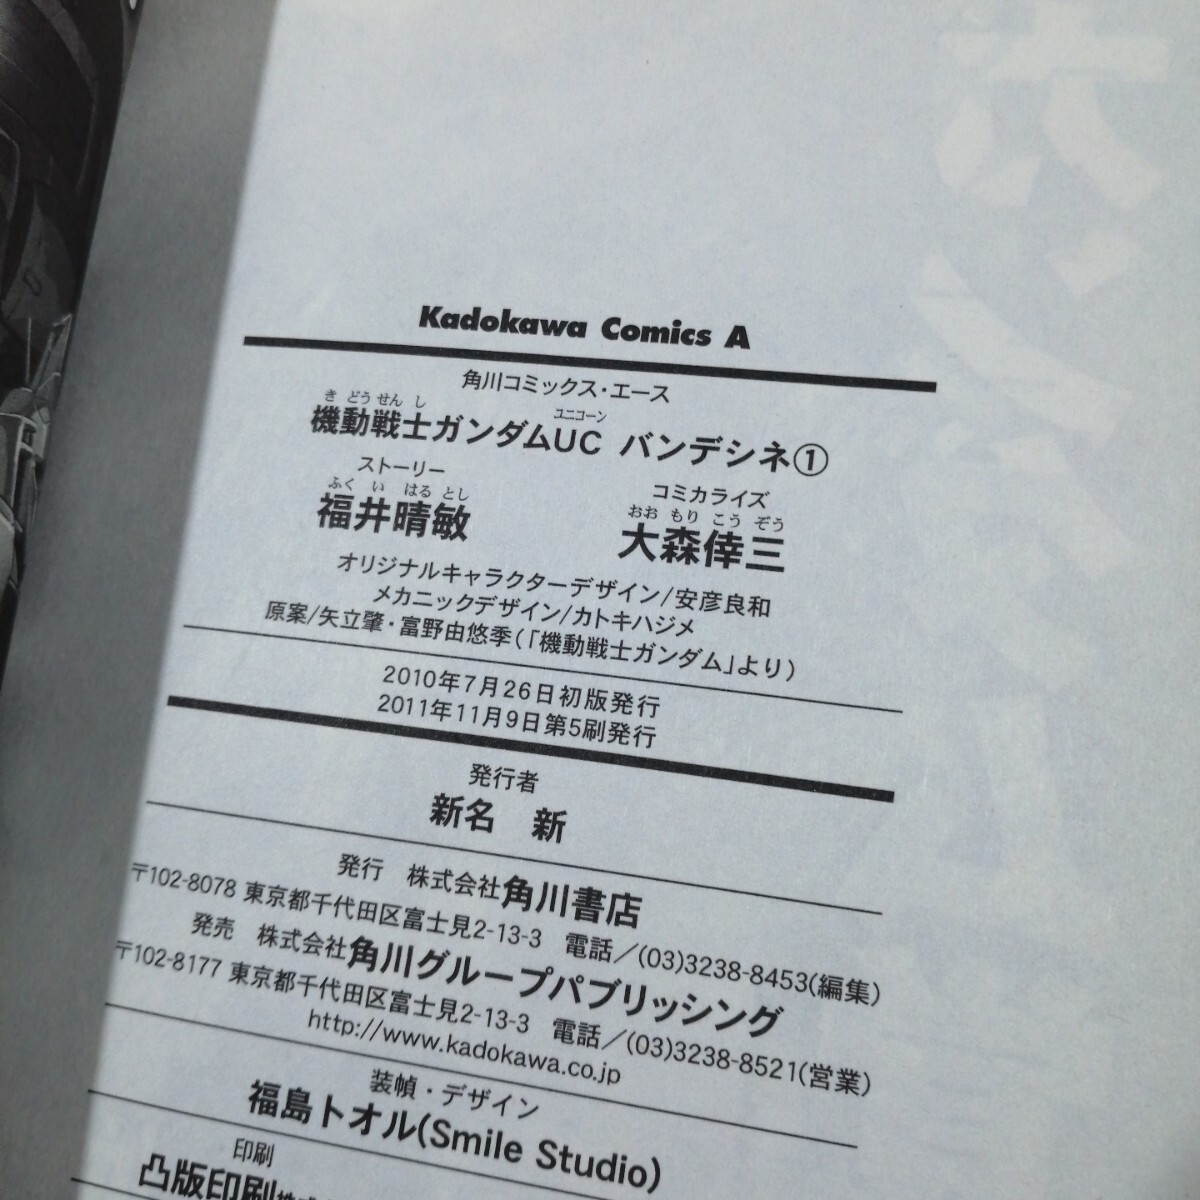 Kadokawa Comics A
角川コミックス・エース
きどうせんし ユニコーン
機動戦士ガンダムUC バンデシネ①
ストーリー
ふくいはるとし
福井晴敏
コミカライズ
おおもりこうぞう
大森倖三
オリジナルキャラクターデザイン/安彦良和
メカニックデザイン/カトキハジメ
原案/矢立肇・富野由悠季(「機動戦士ガンダム」より)
2010年7月26日初版発行
2011年11月9日第5刷発行
発行者
新名 新
発行 株式会社角川書店
〒102-8078 東京都千代田区富士見2-13-3 電話/(03)3238-8453(編集)
発売 株式会社角川グループパブリッシング
〒102-8177 東京都千代田区富士見2-13-3 電話/(03)3238-8521(営業)
http://www.kadokawa.co.jp
装幀・デザイン
福島トオル(Smile Studio)
印刷
凸版印刷株式